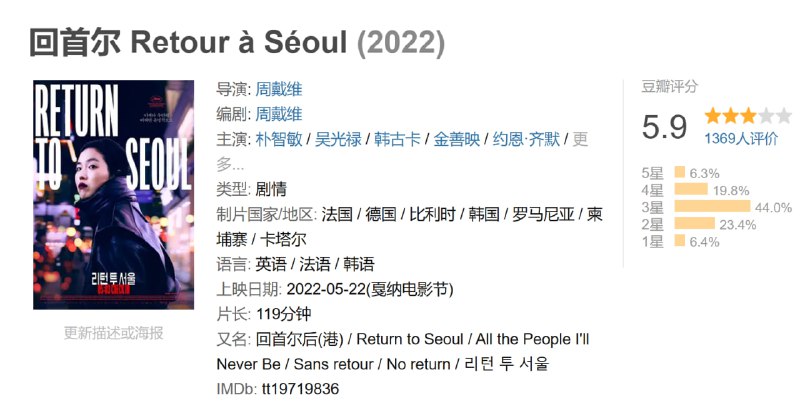 回首尔 Retour à Séoul (2022)
RETURN
TO SEOUL
리턴 투 서울
更新描述或海报
导演: 周戴维
编剧: 周戴维
主演: 朴智敏 / 吴光禄 / 韩古卡 / 金善映 / 约恩·齐默 / 更
多...
类型: 剧情
制片国家/地区: 法国 / 德国 / 比利时 / 韩国 / 罗马尼亚 / 柬
埔寨 / 卡塔尔
语言: 英语 / 法语 / 韩语
上映日期: 2022-05-22(戛纳电影节)
片长: 119分钟
又名: 回首尔后(港) / Return to Seoul / All the People I'll
Never Be / Sans retour / No return / 리턴 투 서울
IMDb: tt19719836
豆瓣评分
5.9
1369人评价
5星 6.3%
4星 19.8%
3星 44.0%
2星 23.4%
1星 6.4%